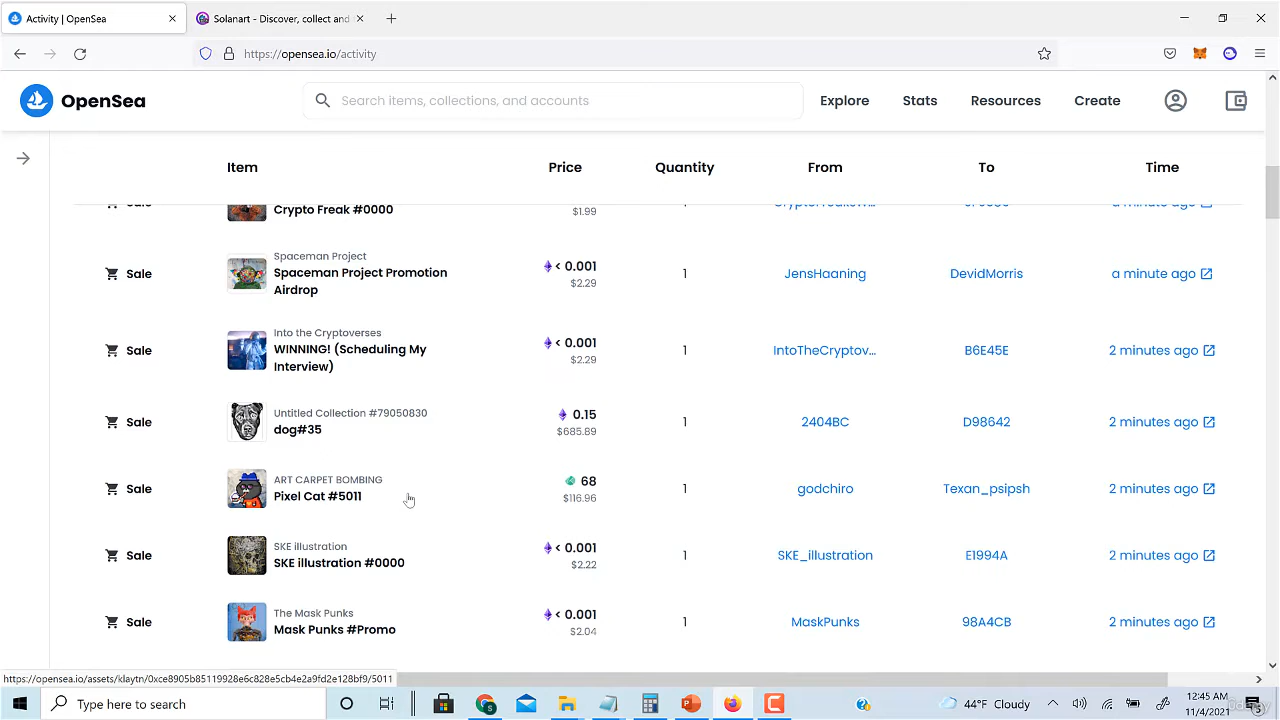 Activity | OpenSea
Solanart - Discover, collect and
https://opensea.io/activity
OpenSea
Search items, collections, and accounts
Explore
Stats
Resources
Create
Item
Price
Quantity
From
To
Time
Crypto Freak #0000
$1.99
a minute ago
Spaceman Project
Sale
Spaceman Project Promotion
Airdrop
< 0.001
$2.29
1
JensHaaning
DevidMorris
a minute ago
Into the Cryptoverses
Sale
WINNING! (Scheduling My
Interview)
< 0.001
$2.29
1
IntoTheCryptov...
B6E45E
2 minutes ago
Untitled Collection #79050830
Sale
dog#35
0.15
$685.89
1
2404BC
D98642
2 minutes ago
ART CARPET BOMBING
Sale
Pixel Cat #5011
68
$116.96
1
godchiro
Texan_psipsh
2 minutes ago
SKE illustration
Sale
SKE illustration #0000
< 0.001
$2.22
1
SKE_illustration
E1994A
2 minutes ago
The Mask Punks
Sale
Mask Punks #Promo
< 0.001
$2.04
1
MaskPunks
98A4CB
2 minutes ago
https://opensea.io/assets/klaytn/0xce8905b85119928e6c828e5cb4e2a9fd2e128bf9/5011
Type here to search
44°F Cloudy
12:45 AM
11/4/2021
3